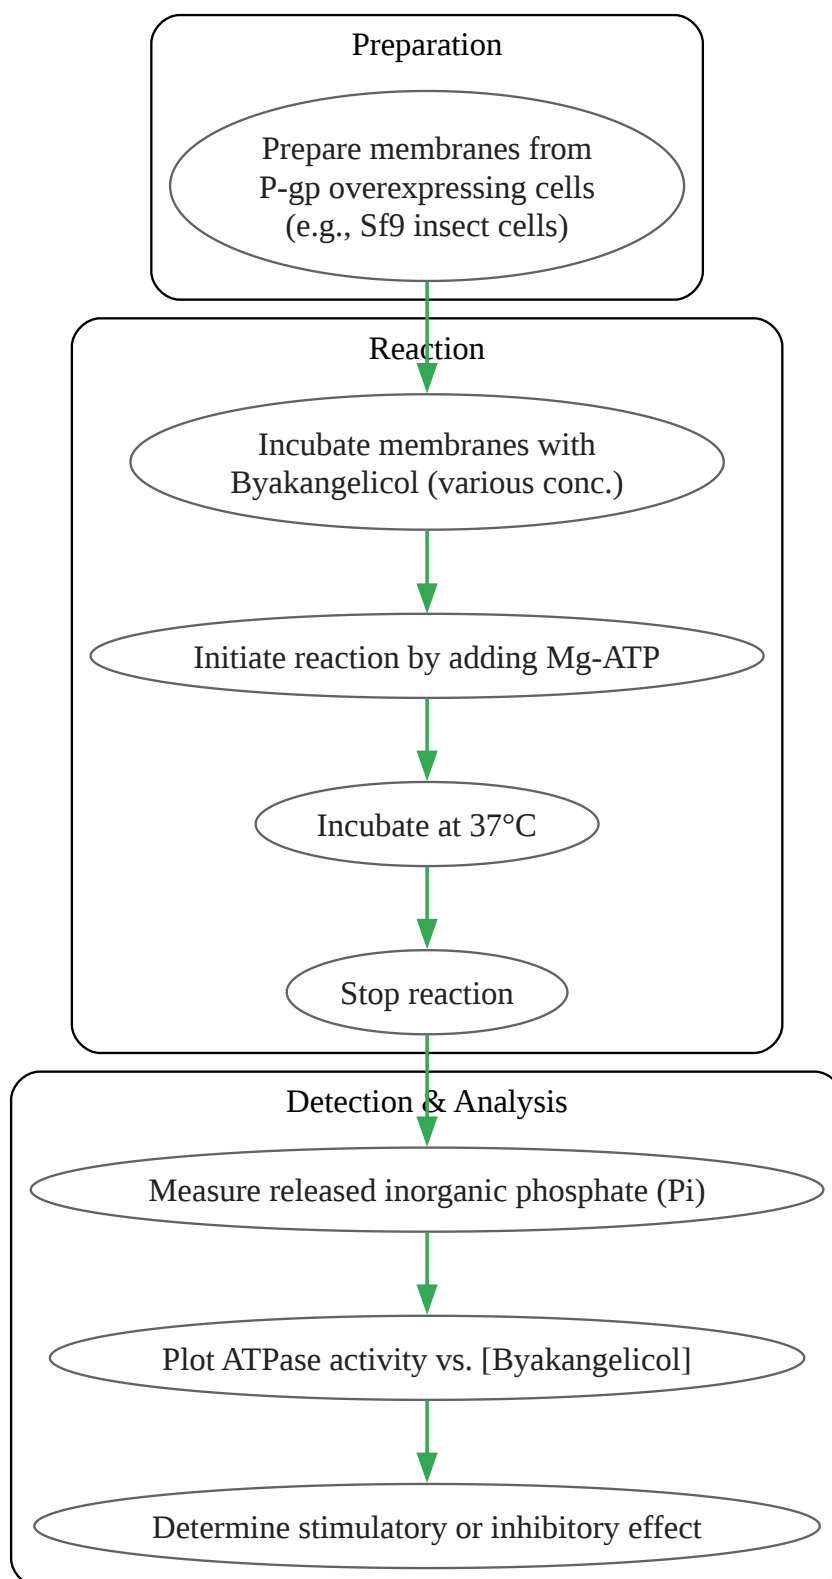 Preparation
Prepare membranes from
P-gp overexpressing cells
(e.g., Sf9 insect cells)
Reaction
Incubate membranes with
Byakangelicol (various conc.)
Initiate reaction by adding Mg-ATP
Incubate at 37°C
Stop reaction
Detection & Analysis
Measure released inorganic phosphate (Pi)
Plot ATPase activity vs. [Byakangelicol]
Determine stimulatory or inhibitory effect